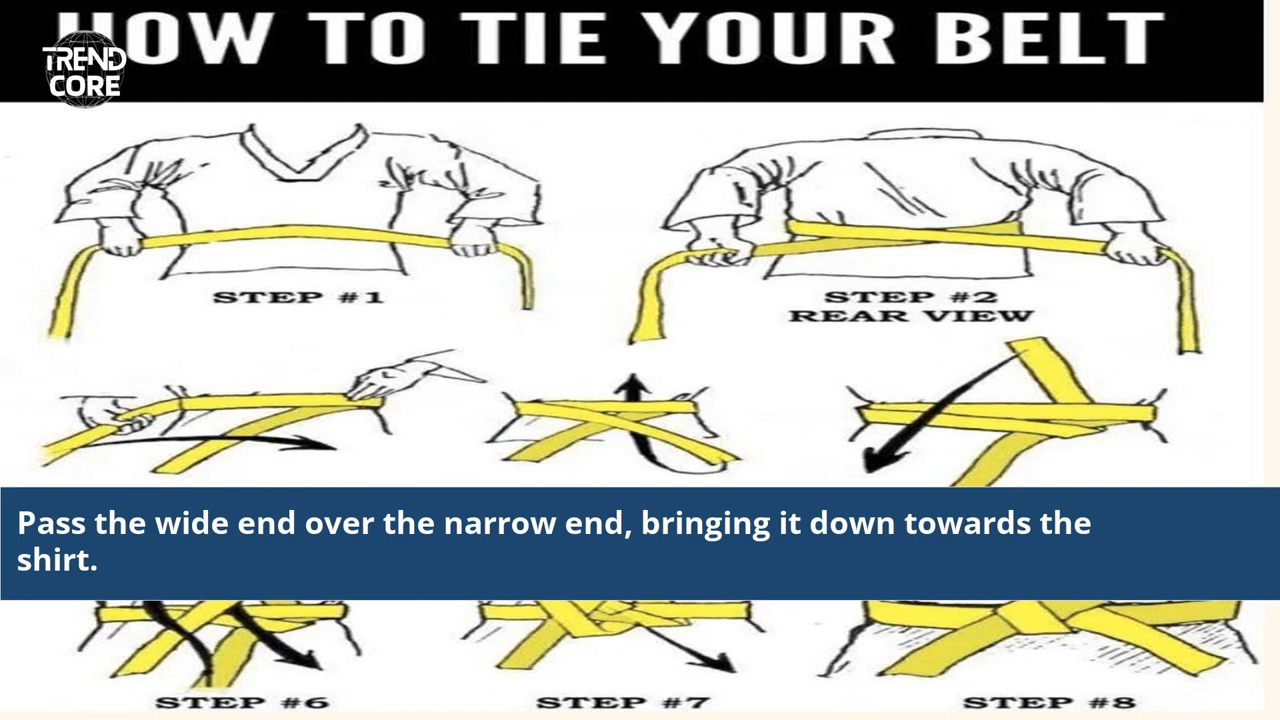 HOW TO TIE YOUR BELT
TREND
CORE
STEP #1
STEP #2
REAR VIEW
Pass the wide end over the narrow end, bringing it down towards the
shirt.
STEP #6
STEP #7
STEP #8